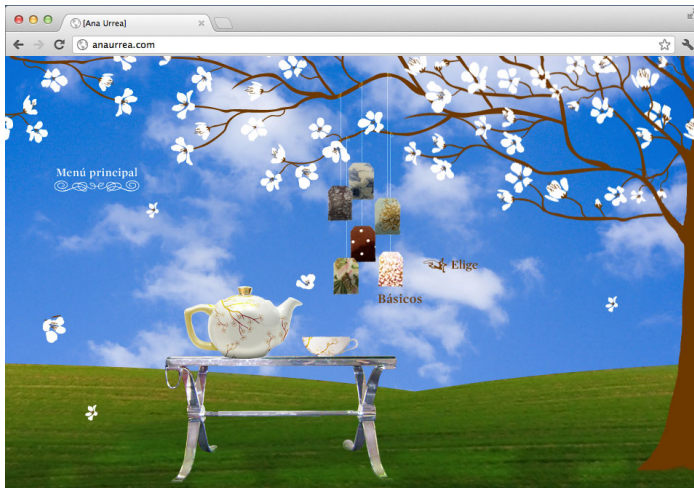 [Ana Urrea]
anaurrea.com
Menú principal
Elige
Básicos